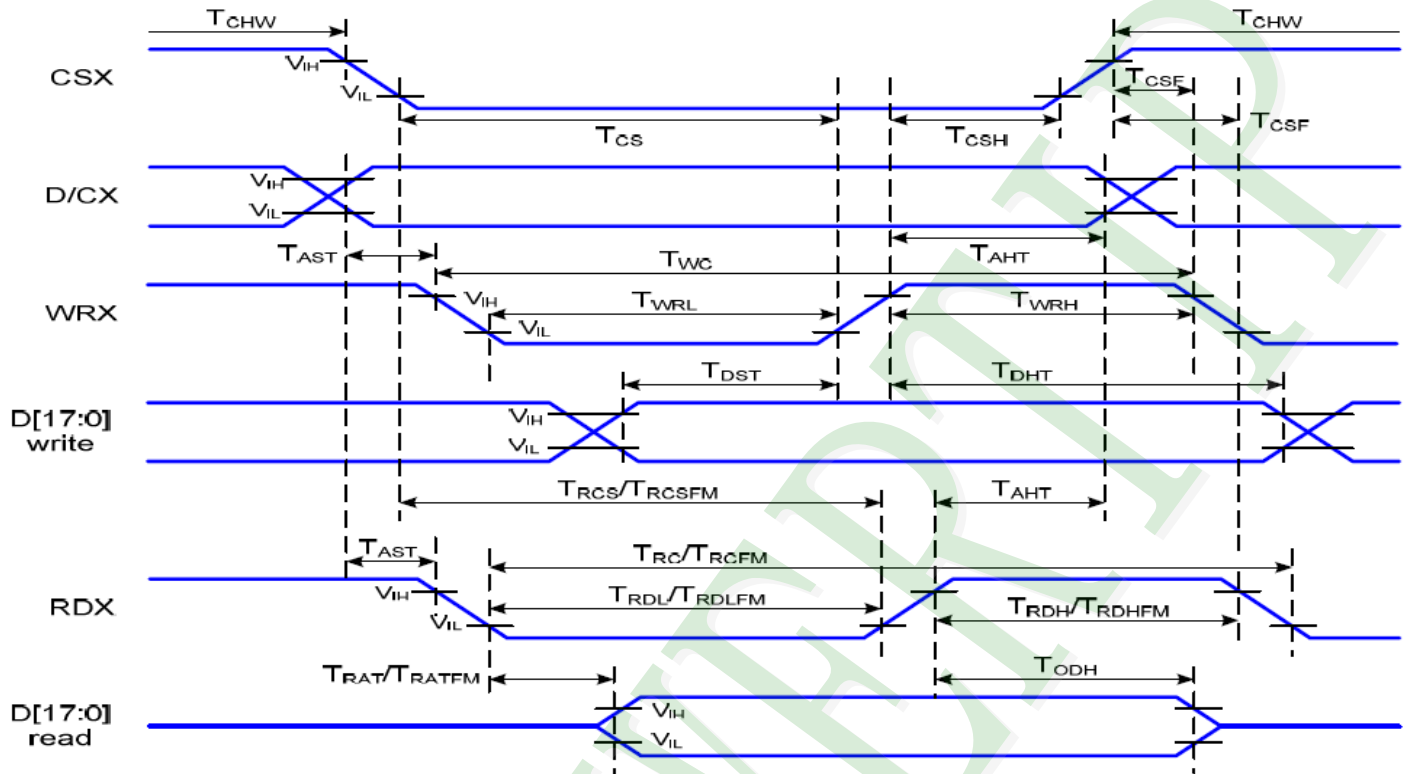 TCHW TCHW
CSX
VIH
VIL
TCSF
TCS TCSH TCSF
D/CX
VIH
VIL
TAST TWC TAHT
WRX
VIH TWRL TWRH
VIL
TDST TDHT
D[17:0]
write
VIH
VIL
TRCS/TRCSFM TAHT
TAST TRC/TRCFM
RDX
VIH TRDL/TRDLFM TRDH/TRDHFM
VIL
TRAT/TRATFM TODH
D[17:0]
read
VIH
VIL